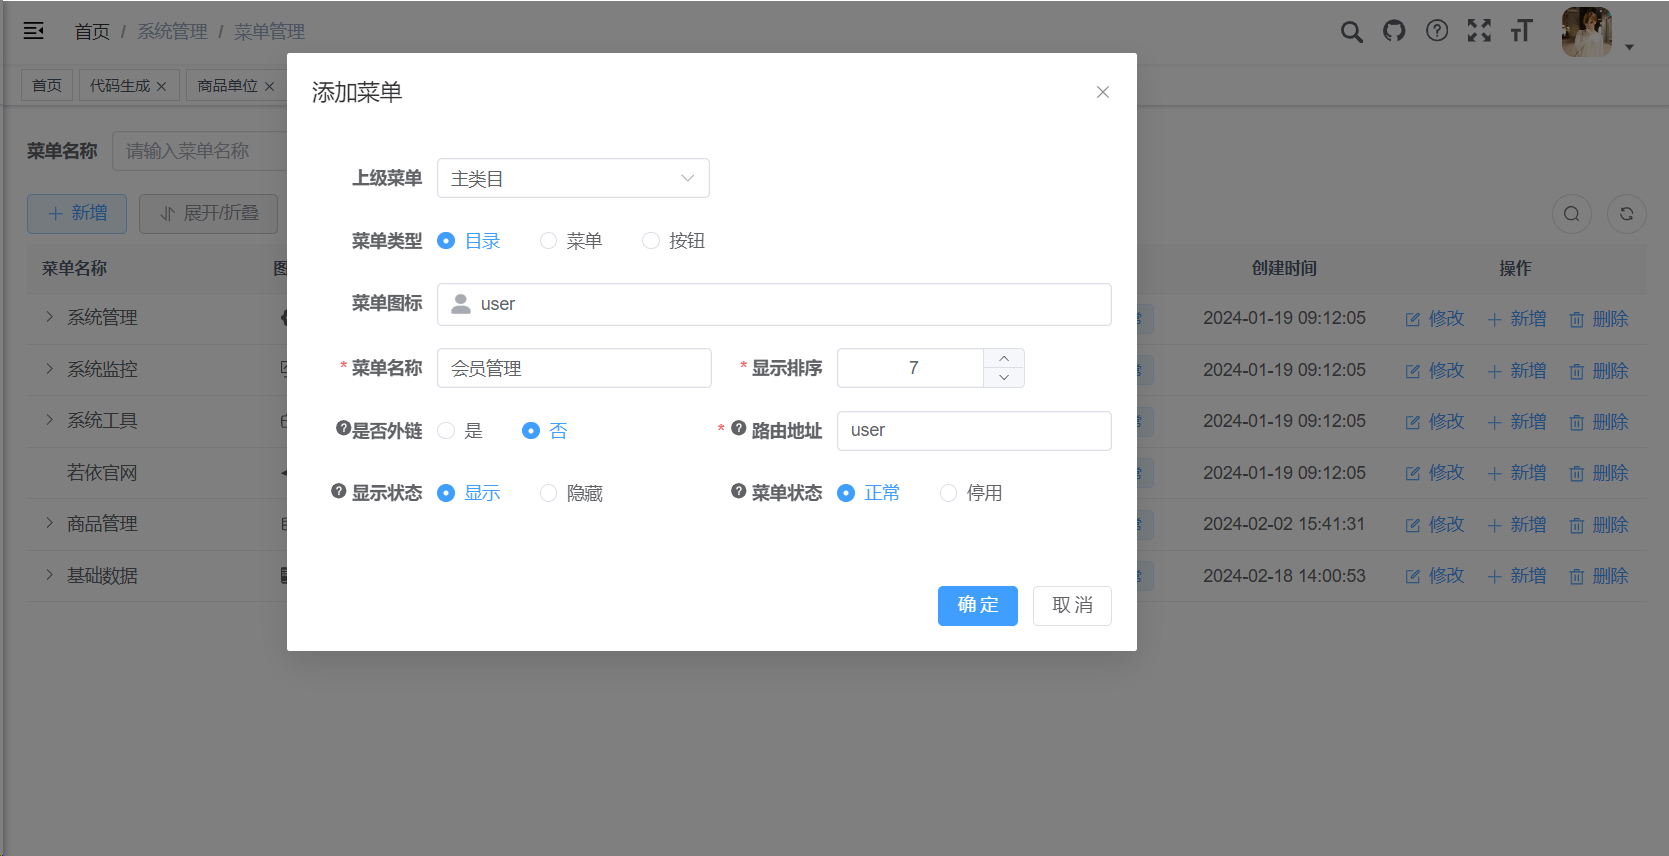 首页 / 系统管理 / 菜单管理
首页 代码生成 商品单位
添加菜单
菜单名称 请输入菜单名称
上级菜单 主类目
新增 展开/折叠
菜单类型 目录 菜单 按钮
菜单名称 创建时间 操作
菜单图标 user
系统管理 2024-01-19 09:12:05 修改 新增 删除
* 菜单名称 会员管理 * 显示排序 7
系统监控 2024-01-19 09:12:05 修改 新增 删除
系统工具 2024-01-19 09:12:05 修改 新增 删除
是否外链 是 否 * 路由地址 user
若依官网 2024-01-19 09:12:05 修改 新增 删除
显示状态 显示 隐藏 菜单状态 正常 停用
商品管理 2024-02-02 15:41:31 修改 新增 删除
基础数据 2024-02-18 14:00:53 修改 新增 删除
确定 取消